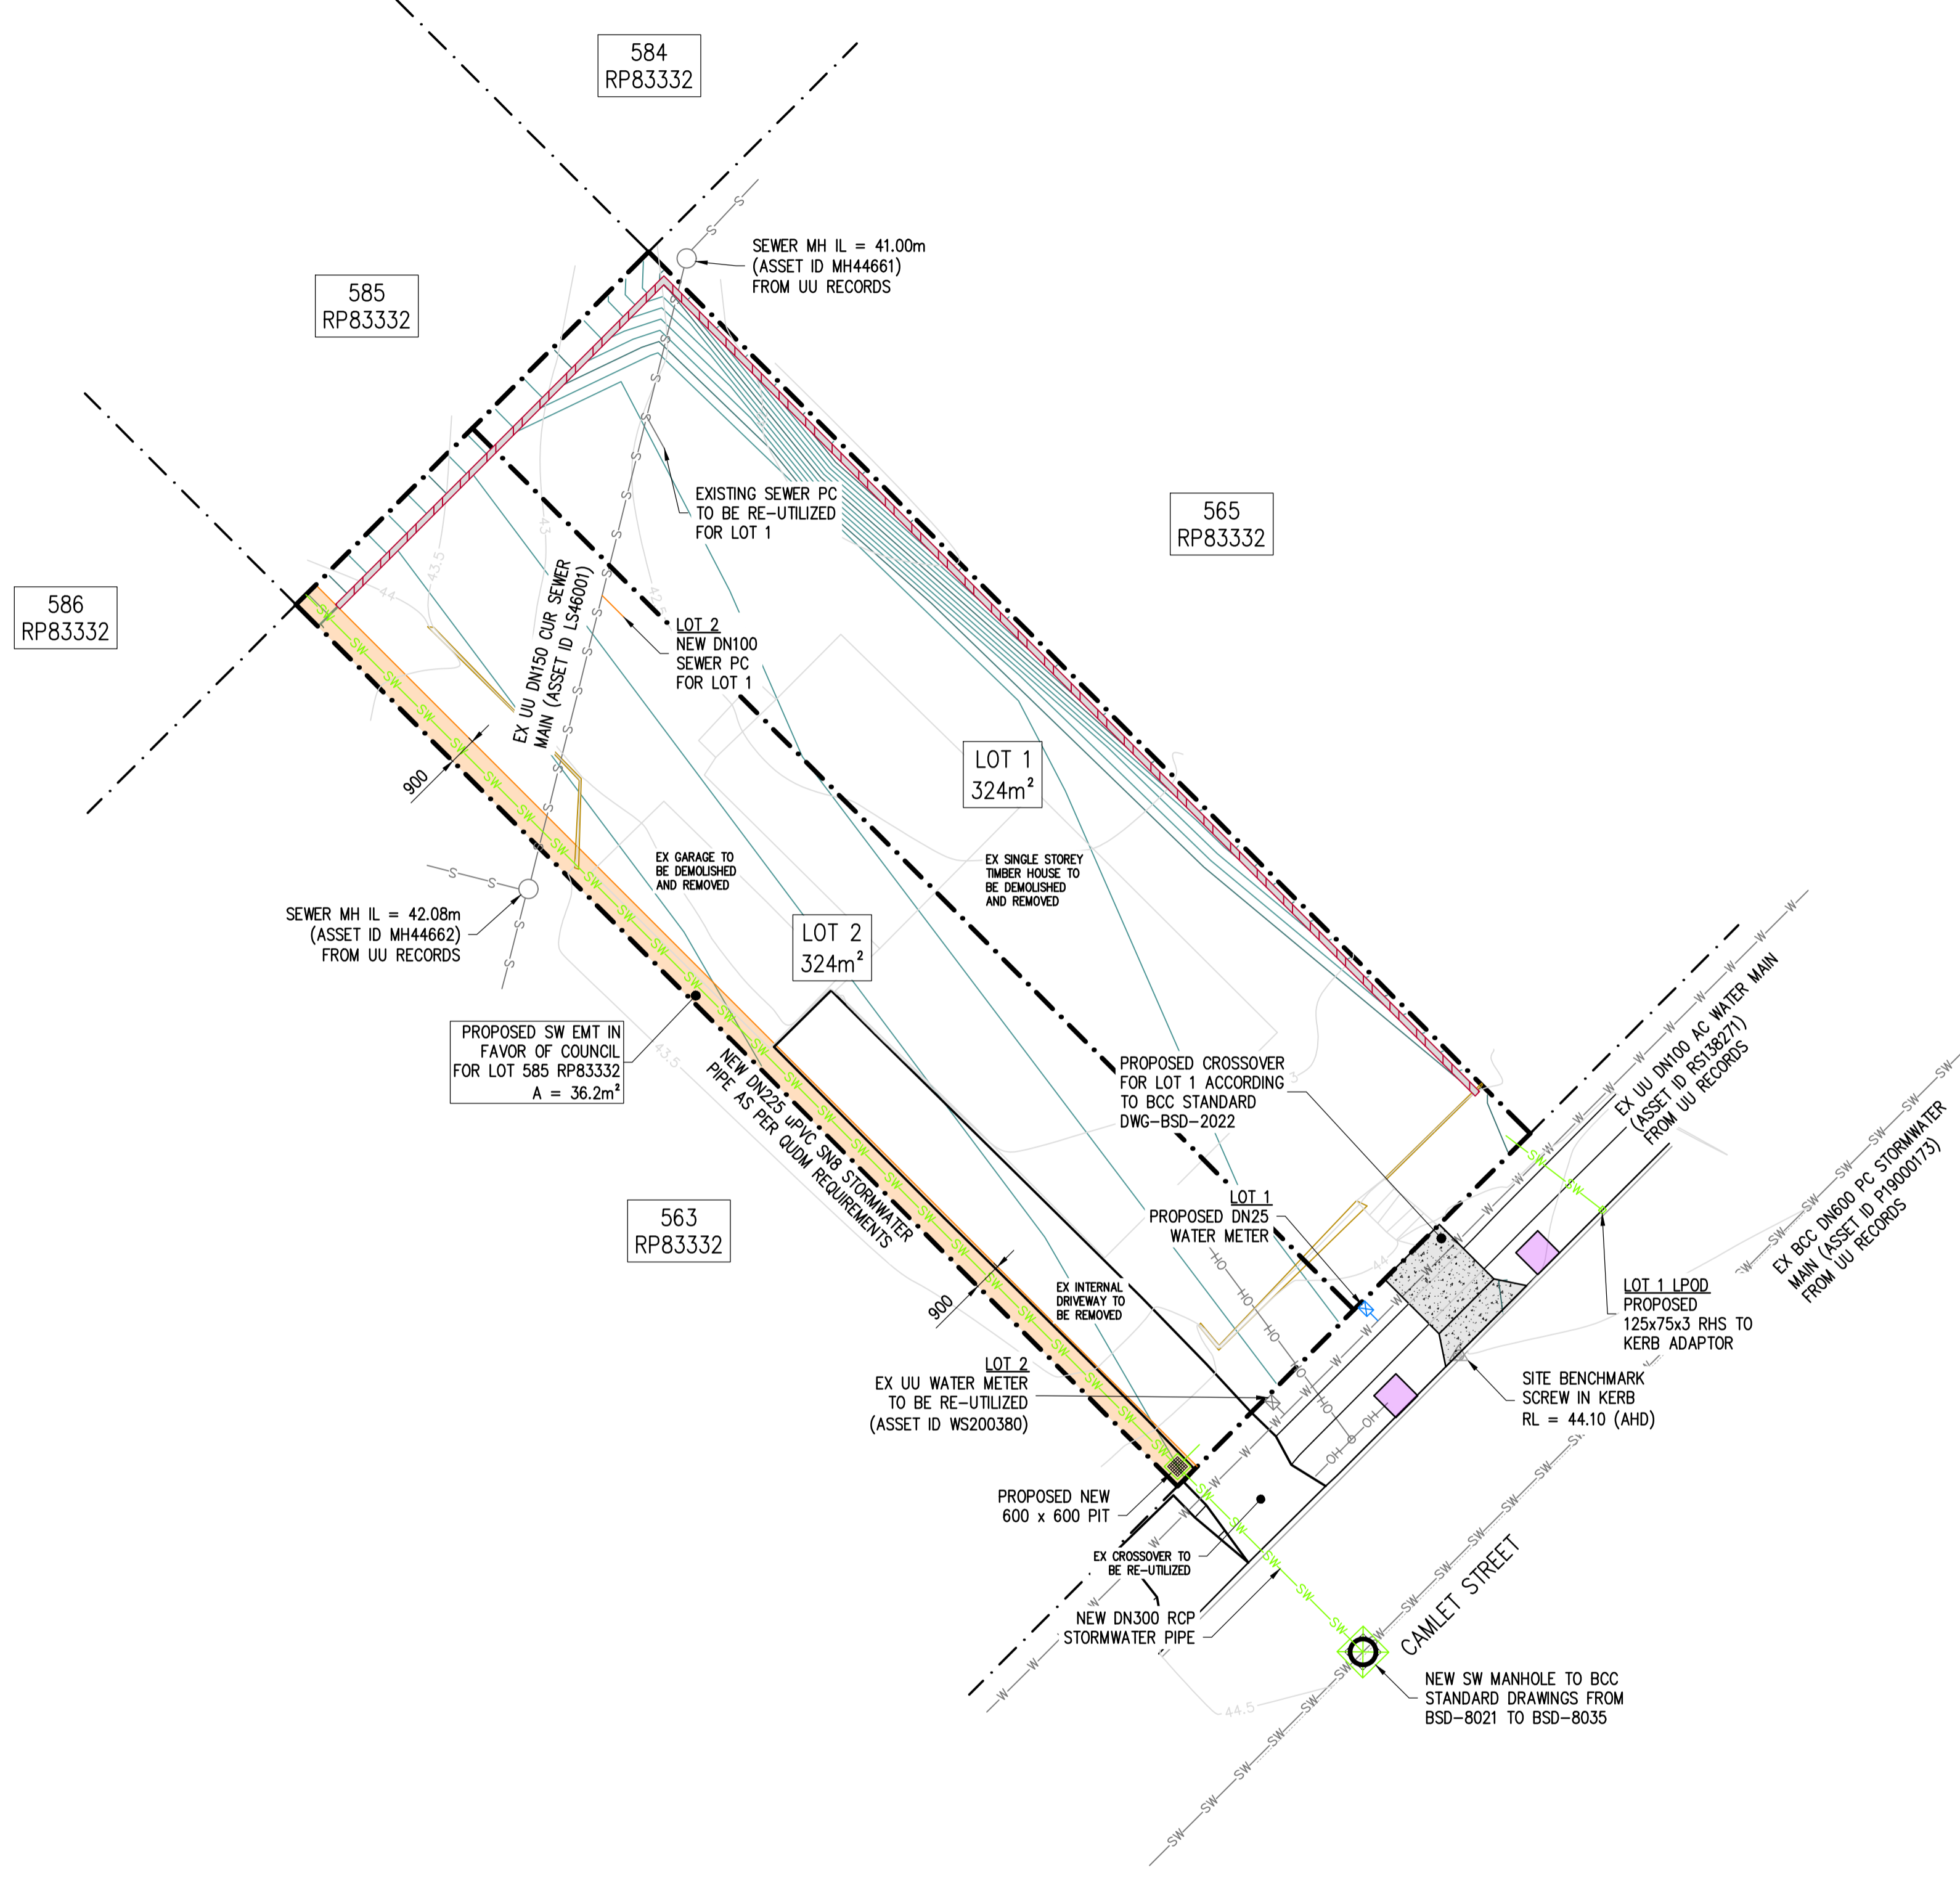 584
RP83332
SEWER MH IL = 41.00m
(ASSET ID MH44661)
FROM UU RECORDS
585
RP83332
565
RP83332
EXISTING SEWER PC
TO BE RE-UTILIZED
FOR LOT 1
586
RP83332
43.5
44
43
EX UU DN150 CUR SEWER
MAIN (ASSET ID LS46001)
LOT 2
NEW DN100
SEWER PC
FOR LOT 1
900
LOT 1
324m²
EX GARAGE TO
BE DEMOLISHED
AND REMOVED
EX SINGLE STOREY
TIMBER HOUSE TO
BE DEMOLISHED
AND REMOVED
SEWER MH IL = 42.08m
(ASSET ID MH44662)
FROM UU RECORDS
LOT 2
324m²
PROPOSED SW EMT IN
FAVOR OF COUNCIL
FOR LOT 585 RP83332
A = 36.2m²
43.5
NEW DN225 uPVC SN8 STORMWATER
PIPE AS PER QUDM REQUIREMENTS
PROPOSED CROSSOVER
FOR LOT 1 ACCORDING
TO BCC STANDARD
DWG-BSD-2022
EX UU DN100 AC WATER MAIN
(ASSET ID RS138271)
FROM UU RECORDS
EX BCC DN600 PC STORMWATER
MAIN (ASSET ID P19000173)
FROM UU RECORDS
563
RP83332
LOT 1
PROPOSED DN25
WATER METER
44
900
EX INTERNAL
DRIVEWAY TO
BE REMOVED
LOT 1 LPOD
PROPOSED
125x75x3 RHS TO
KERB ADAPTOR
LOT 2
EX UU WATER METER
TO BE RE-UTILIZED
(ASSET ID WS200380)
SITE BENCHMARK
SCREW IN KERB
RL = 44.10 (AHD)
PROPOSED NEW
600 x 600 PIT
EX CROSSOVER TO
BE RE-UTILIZED
NEW DN300 RCP
STORMWATER PIPE
CAMLET STREET
NEW SW MANHOLE TO BCC
STANDARD DRAWINGS FROM
BSD-8021 TO BSD-8035
44.5